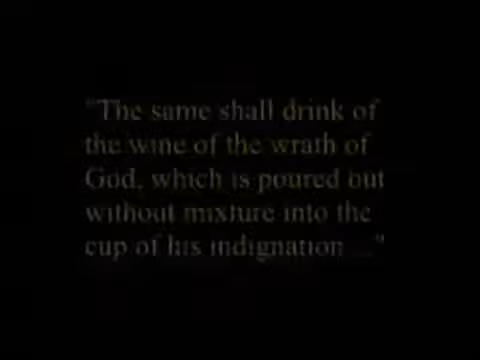 "The same shall drink of
the wine of the wrath of
God, which is poured out
without mixture into the
cup of his indignation ..."